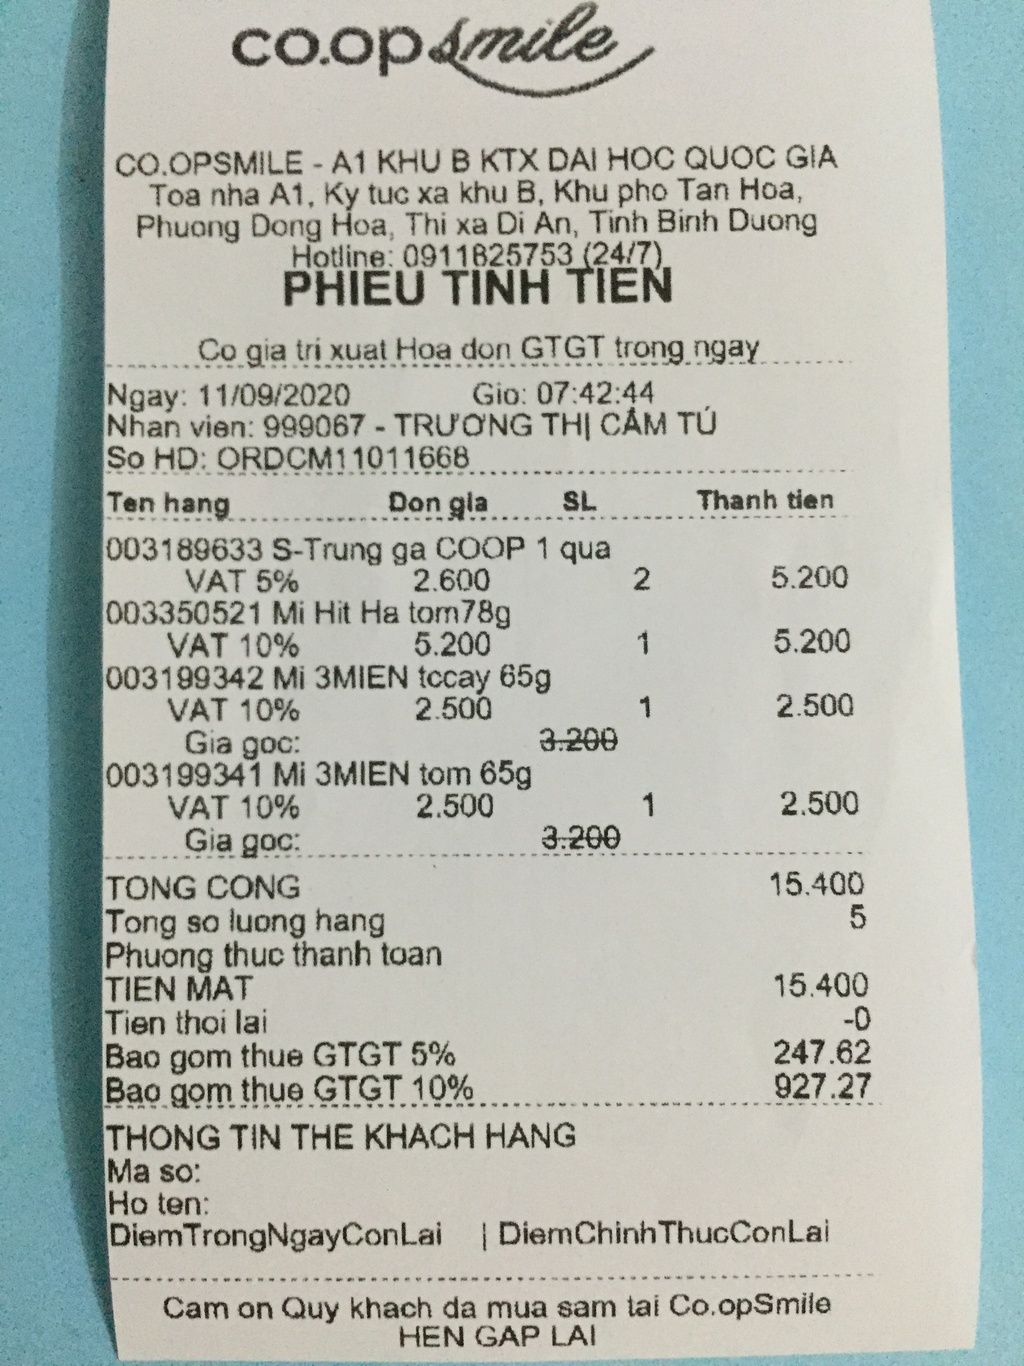 co.opsmile
CO.OPSMILE - A1 KHU B KTX DAI HOC QUOC GIA
Toa nha A1, Ky tuc xa khu B, Khu pho Tan Hoa,
Phuong Dong Hoa, Thi xa Di An, Tinh Binh Duong
Hotline: 0911825753 (24/7)
PHIEU TINH TIEN
Co gia tri xuat Hoa don GTGT trong ngay
Ngay: 11/09/2020 Gio: 07:42:44
Nhan vien: 999067 - TRƯƠNG THỊ CẨM TÚ
So HD: ORDCM11011668
Ten hang Don gia SL Thanh tien
003189633 S-Trung ga COOP 1 qua
VAT 5% 2.600 2 5.200
003350521 Mi Hit Ha tom78g
VAT 10% 5.200 1 5.200
003199342 Mi 3MIEN tccay 65g
VAT 10% 2.500 1 2.500
Gia goc: 3.200
003199341 Mi 3MIEN tom 65g
VAT 10% 2.500 1 2.500
Gia goc: 3.200
TONG CONG 15.400
Tong so luong hang 5
Phuong thuc thanh toan
TIEN MAT 15.400
Tien thoi lai -0
Bao gom thue GTGT 5% 247.62
Bao gom thue GTGT 10% 927.27
THONG TIN THE KHACH HANG
Ma so:
Ho ten:
DiemTrongNgayConLai | DiemChinhThucConLai
Cam on Quy khach da mua sam tai Co.opSmile
HEN GAP LAI